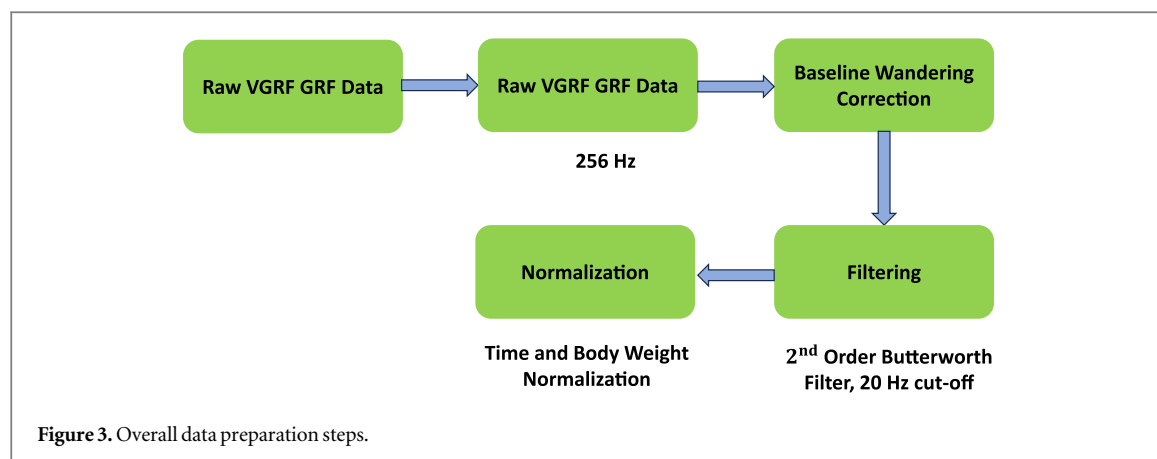 Raw VGRF GRF Data
Raw VGRF GRF Data
256 Hz
Baseline Wandering
Correction
Normalization
Time and Body Weight
Normalization
Filtering
2nd Order Butterworth
Filter, 20 Hz cut-off
Figure 3. Overall data preparation steps.